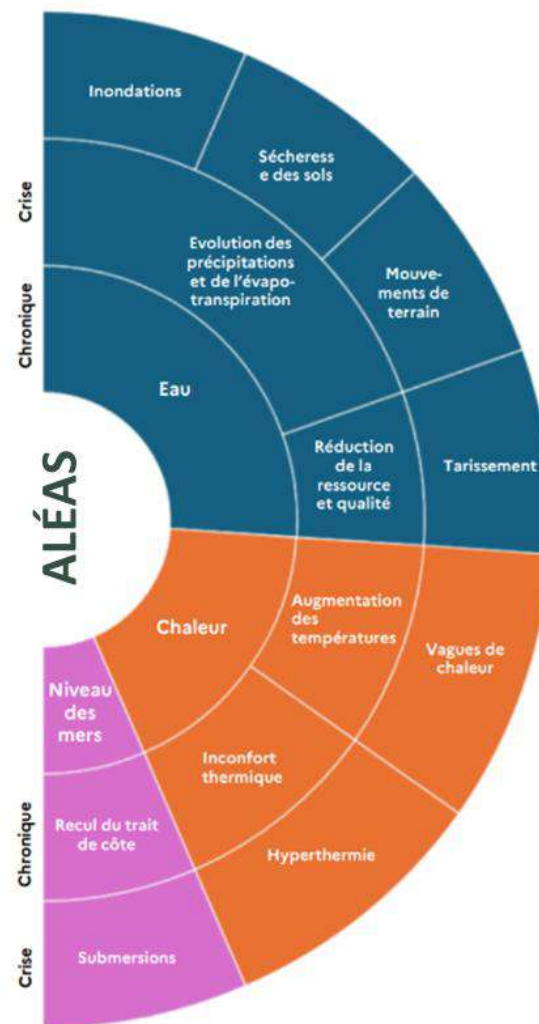 Inondations
Sécheress
e des sols
Crise
Evolution des
précipitations
et de l'évapo-
transpiration
Mouve-
ments de
terrain
Chronique
Eau
Réduction
de la
ressource
et qualité
Tarissement
ALÉAS
Chaleur
Augmentation
des
températures
Vagues de
chaleur
Niveau
des
mers
Inconfort
thermique
Chronique
Recul du trait
de côte
Hyperthermie
Crise
Submersions